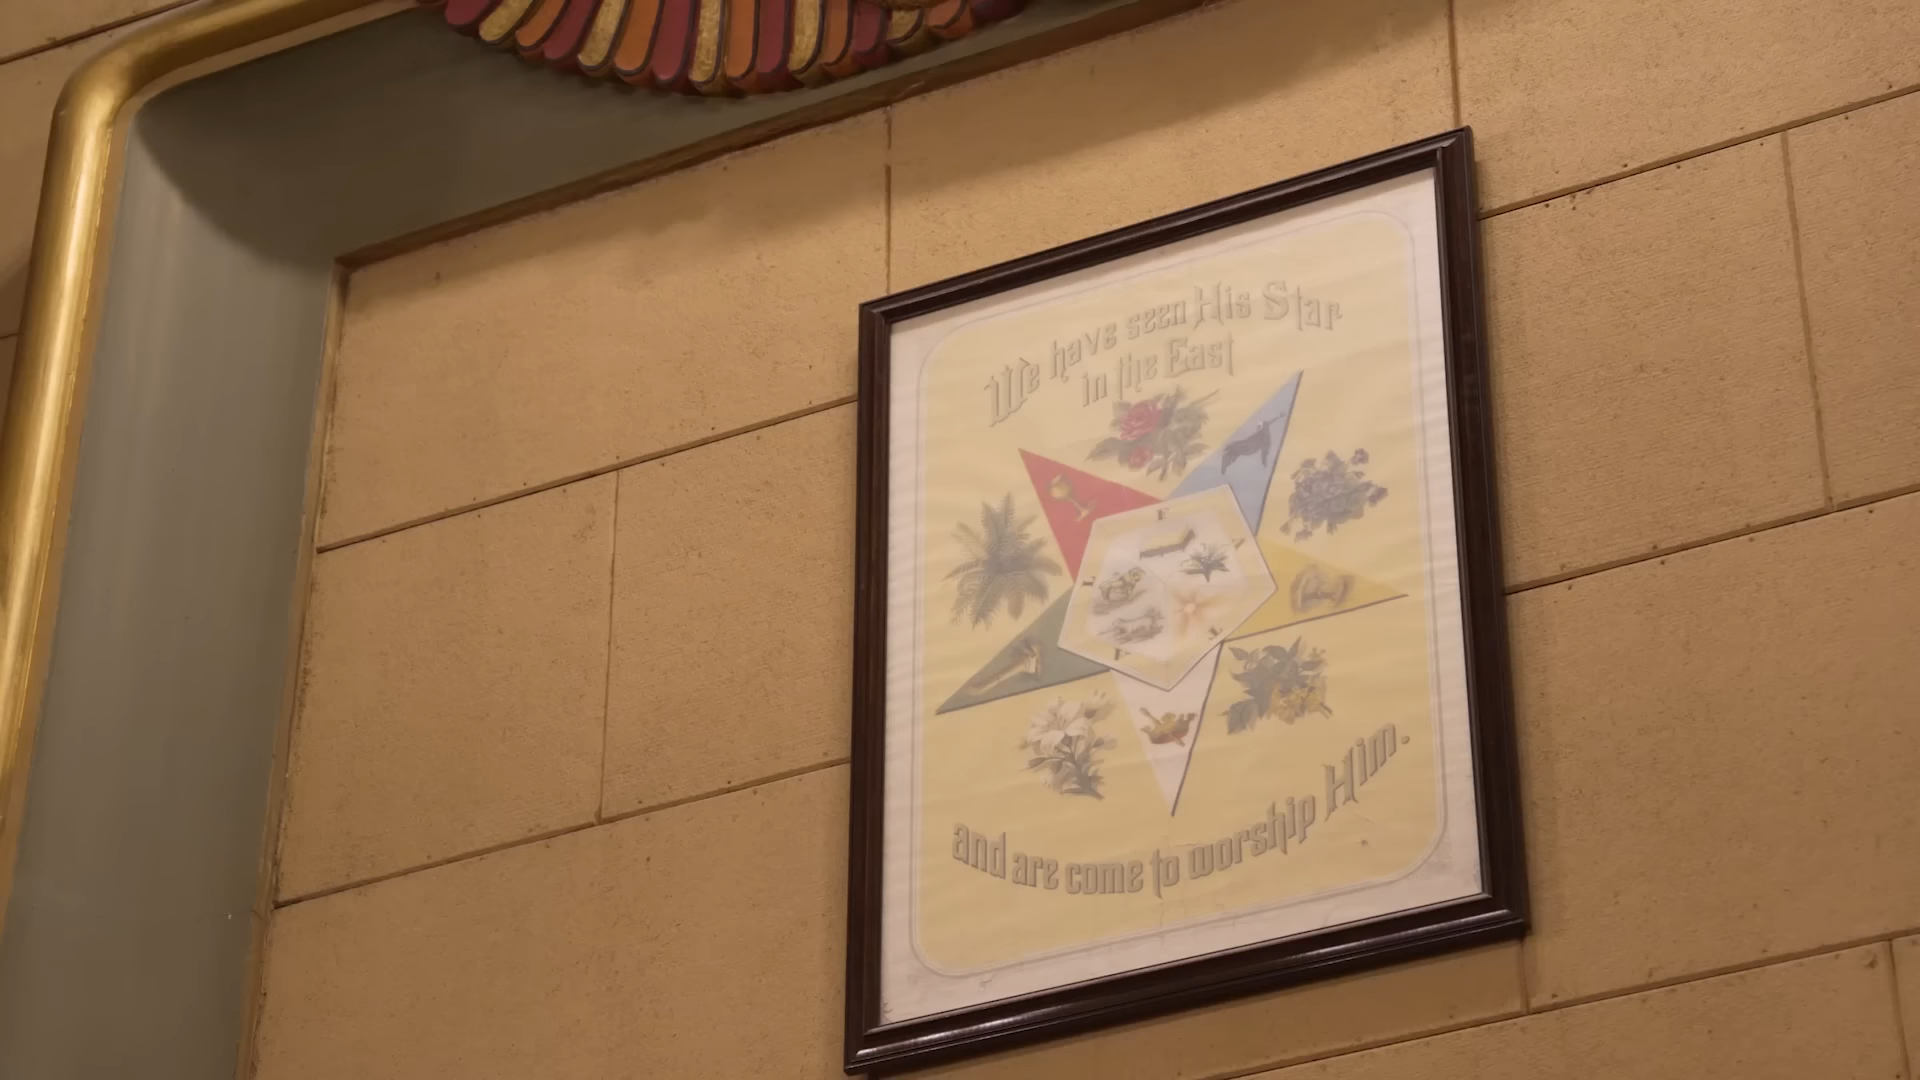 We have seen His Star
in the East
F
A
L
T
F
and are come to worship Him.